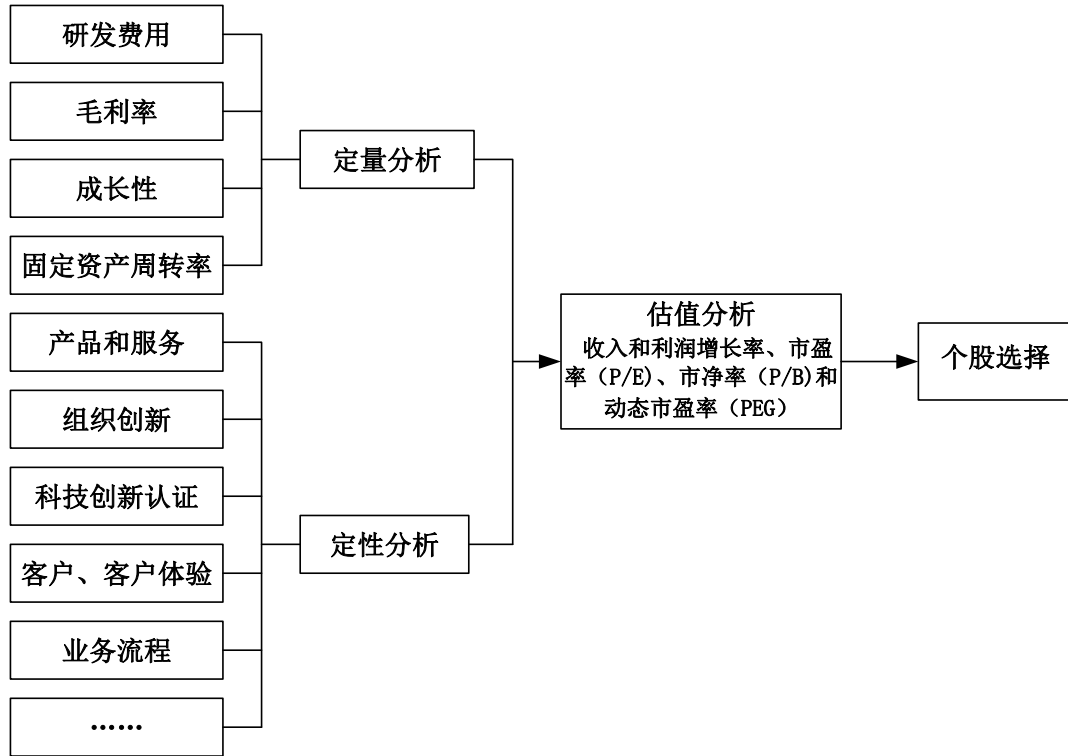 研发费用
毛利率
成长性
固定资产周转率
产品和服务
组织创新
科技创新认证
客户、客户体验
业务流程
……
定量分析
定性分析
估值分析
收入和利润增长率、市盈
率（P/E）、市净率（P/B)和
动态市盈率（PEG）
个股选择